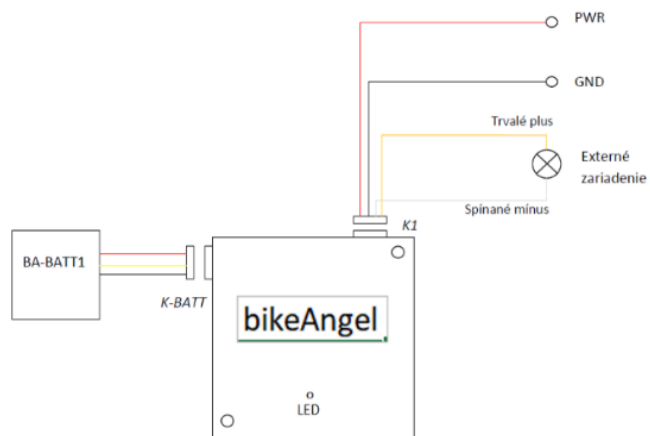 PWR
GND
Trvalé plus
Externé
zariadenie
Spínané mínus
K1
BA-BATT1
K-BATT
bikeAngel
LED